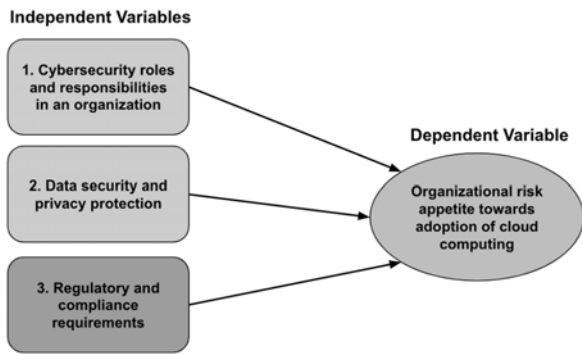 Independent Variables
1. Cybersecurity roles
and responsibilities
in an organization
2. Data security and
privacy protection
3. Regulatory and
compliance
requirements
Dependent Variable
Organizational risk
appetite towards
adoption of cloud
computing